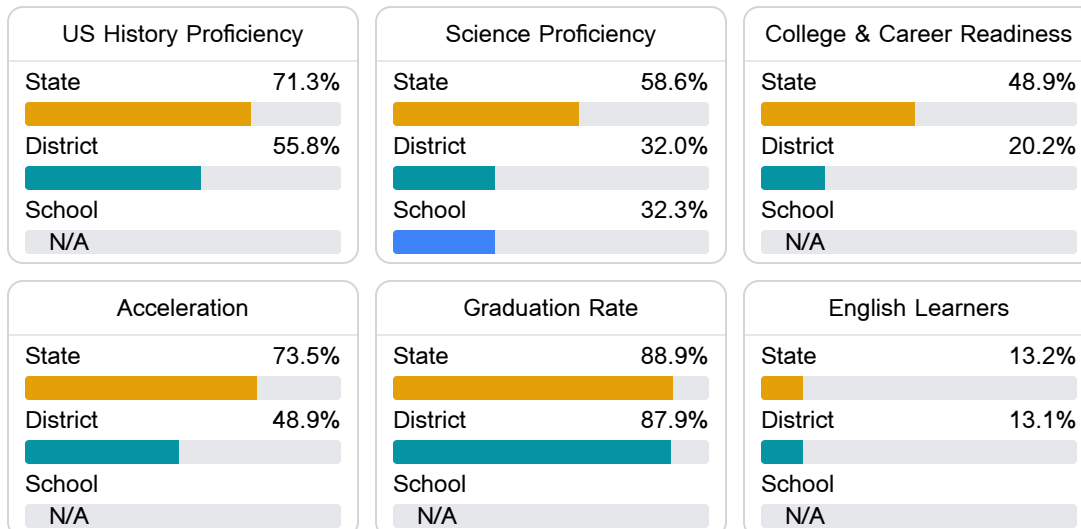 US History Proficiency
State 71.3%
District 55.8%
School
N/A
Science Proficiency
State 58.6%
District 32.0%
School 32.3%
College & Career Readiness
State 48.9%
District 20.2%
School
N/A
Acceleration
State 73.5%
District 48.9%
School
N/A
Graduation Rate
State 88.9%
District 87.9%
School
N/A
English Learners
State 13.2%
District 13.1%
School
N/A